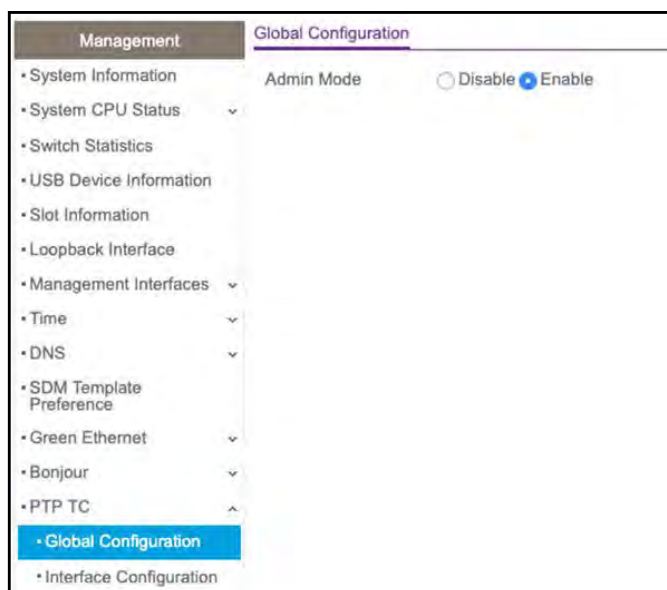 Management
• System Information
• System CPU Status
• Switch Statistics
• USB Device Information
• Slot Information
• Loopback Interface
• Management Interfaces
• Time
• DNS
• SDM Template
Preference
• Green Ethernet
• Bonjour
• PTP TC
• Global Configuration
• Interface Configuration
Global Configuration
Admin Mode Disable Enable